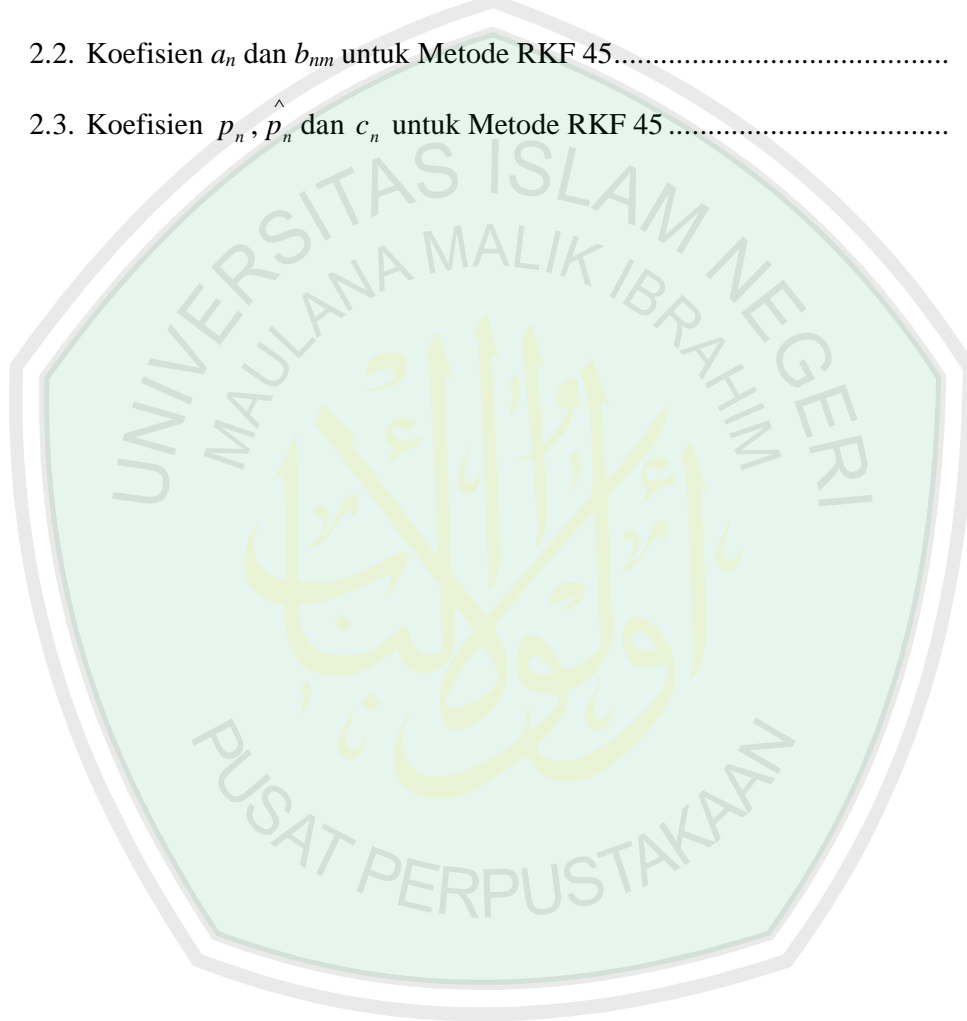 2.2. Koefisien aₙ dan bₙₘ untuk Metode RKF 45........................................
2.3. Koefisien pₙ, p̂ₙ dan cₙ untuk Metode RKF 45..................................
UNIVERSITAS ISLAM NEGERI
MAULANA MALIK IBRAHIM
PUSAT PERPUSTAKAAN